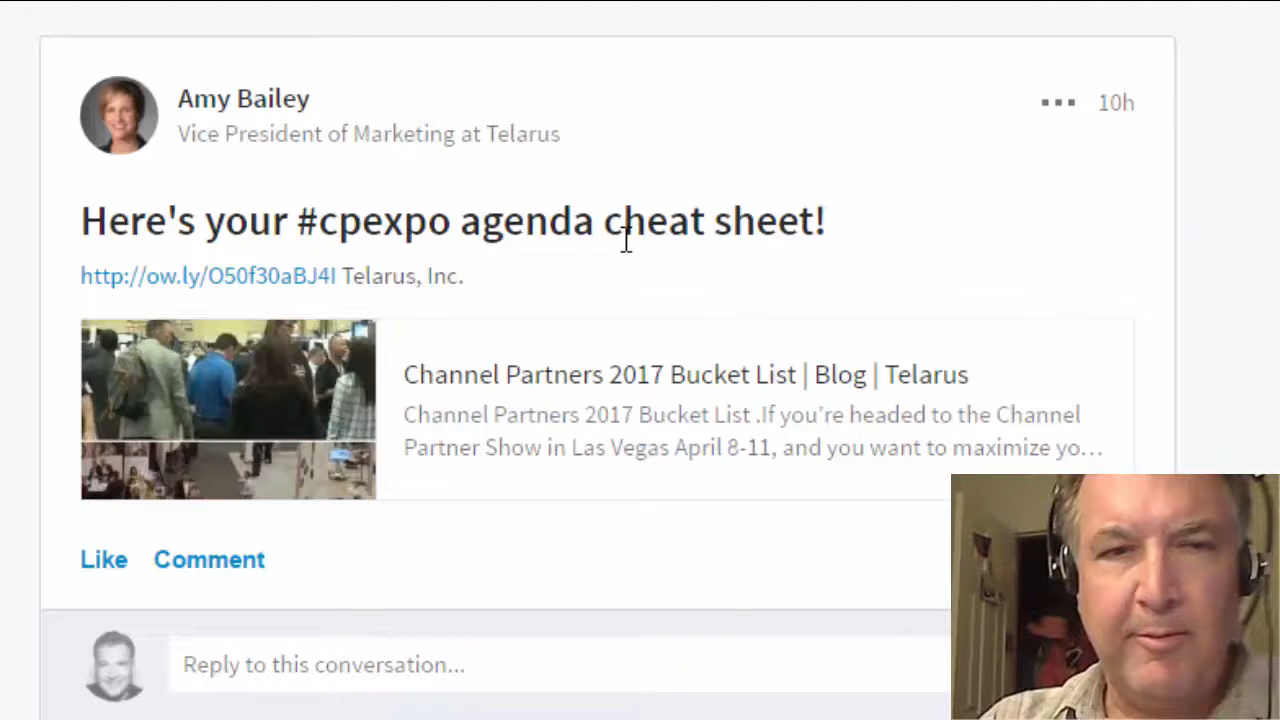 Amy Bailey
10h
Vice President of Marketing at Telarus
Here's your #cpexpo agenda cheat sheet!
http://ow.ly/O50f30aBJ4I Telarus, Inc.
Channel Partners 2017 Bucket List | Blog | Telarus
Channel Partners 2017 Bucket List .If you're headed to the Channel
Partner Show in Las Vegas April 8-11, and you want to maximize yo...
Like Comment
Reply to this conversation...